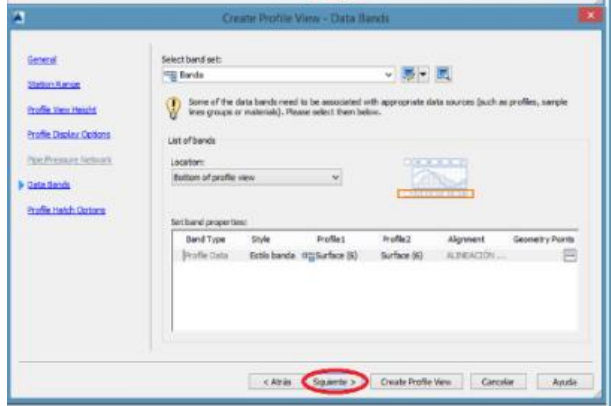 Create Profile View - Data Bands
General
Station Range
Profile View Height
Profile Display Options
Pipe/Pressure Network
Data Bands
Profile Hatch Options
Select band set:
Banda
Some of the data bands need to be associated with appropriate data sources (such as profiles, sample
lines groups or materials). Please select them below.
List of bands
Location:
Bottom of profile view
Set band properties:
Band Type Style Profile1 Profile2 Alignment Geometry Points
Profile Data Estilo banda Surface (6) Surface (6) ALINEACIÓN ...
< Atrás Siguiente > Create Profile View Cancelar Ayuda